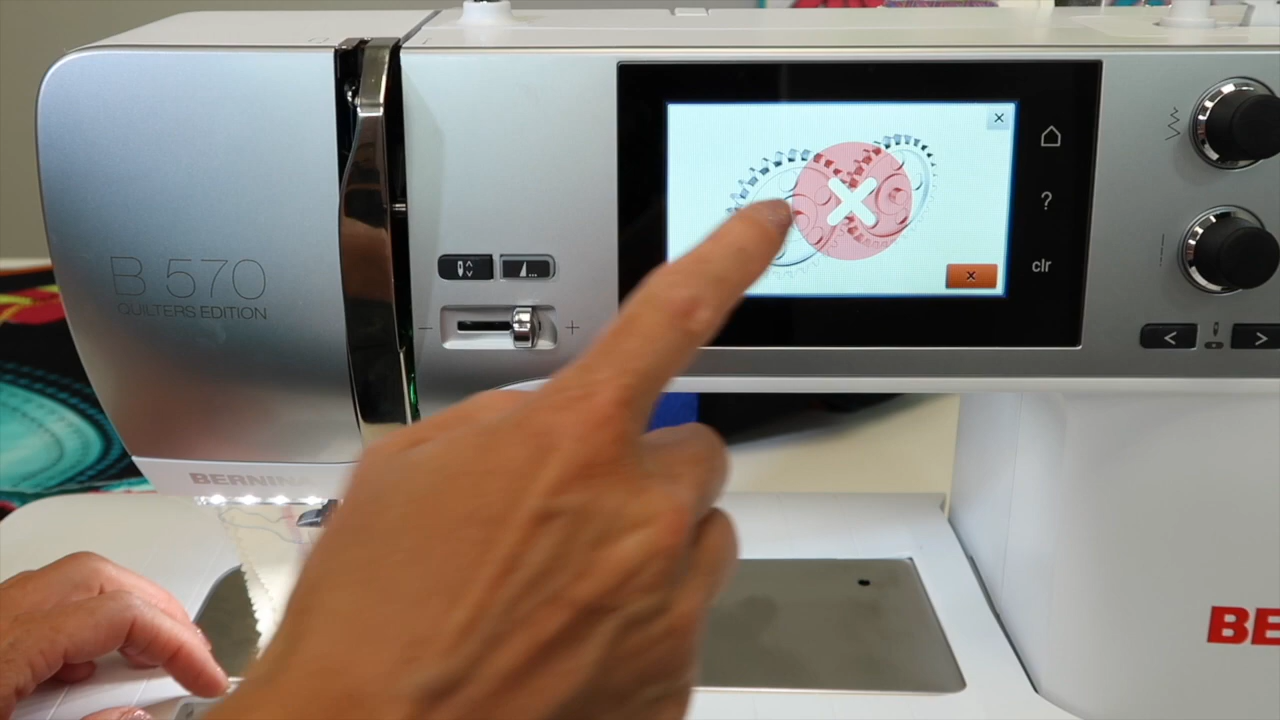 B 570
QUILTERS EDITION
?
clr
− +
< >
BERNINA
BE